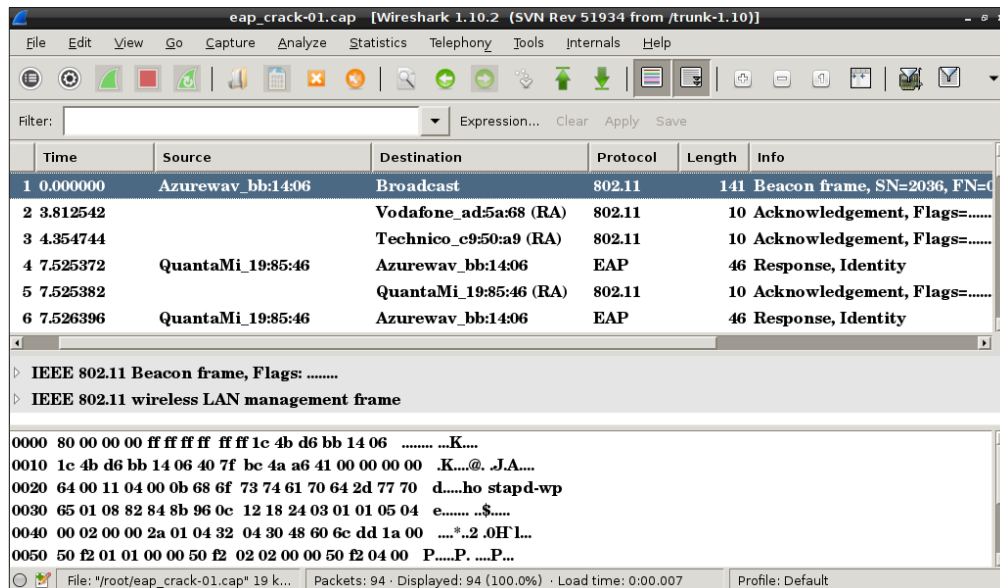 eap_crack-01.cap [Wireshark 1.10.2 (SVN Rev 51934 from /trunk-1.10)]
File Edit View Go Capture Analyze Statistics Telephony Tools Internals Help
Filter: Expression... Clear Apply Save
Time Source Destination Protocol Length Info
1 0.000000 Azurewav_bb:14:06 Broadcast 802.11 141 Beacon frame, SN=2036, FN=0
2 3.812542 Vodafone_ad:5a:68 (RA) 802.11 10 Acknowledgement, Flags=......
3 4.354744 Technico_c9:50:a9 (RA) 802.11 10 Acknowledgement, Flags=......
4 7.525372 QuantaMi_19:85:46 Azurewav_bb:14:06 EAP 46 Response, Identity
5 7.525382 QuantaMi_19:85:46 (RA) 802.11 10 Acknowledgement, Flags=......
6 7.526396 QuantaMi_19:85:46 Azurewav_bb:14:06 EAP 46 Response, Identity
IEEE 802.11 Beacon frame, Flags: ........
IEEE 802.11 wireless LAN management frame
0000 80 00 00 00 ff ff ff ff ff ff 1c 4b d6 bb 14 06 ........ ...K....
0010 1c 4b d6 bb 14 06 40 7f bc 4a a6 41 00 00 00 00 .K....@. .J.A....
0020 64 00 11 04 00 0b 68 6f 73 74 61 70 64 2d 77 70 d.....ho stapd-wp
0030 65 01 08 82 84 8b 96 0c 12 18 24 03 01 01 05 04 e....... ..$.....
0040 00 02 00 00 2a 01 04 32 04 30 48 60 6c dd 1a 00 ....*..2 .0H`l...
0050 50 f2 01 01 00 00 50 f2 02 02 00 00 50 f2 04 00 P.....P. ....P...
File: "/root/eap_crack-01.cap" 19 k... Packets: 94 · Displayed: 94 (100.0%) · Load time: 0:00.007 Profile: Default